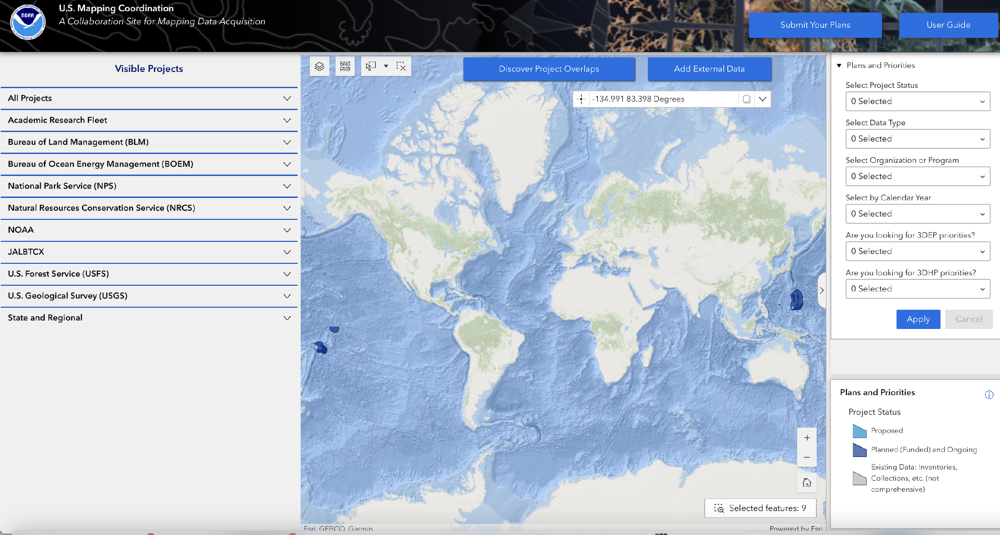 U.S. Mapping Coordination
A Collaboration Site for Mapping Data Acquisition
NOAA
Submit Your Plans
User Guide
Visible Projects
All Projects
Academic Research Fleet
Bureau of Land Management (BLM)
Bureau of Ocean Energy Management (BOEM)
National Park Service (NPS)
Natural Resources Conservation Service (NRCS)
NOAA
JALBTCX
U.S. Forest Service (USFS)
U.S. Geological Survey (USGS)
State and Regional
Discover Project Overlaps
Add External Data
-134.991 83.398 Degrees
Selected features: 9
Esri, GEBCO, Garmin
Powered by Esri
Plans and Priorities
Select Project Status
0 Selected
Select Data Type
0 Selected
Select Organization or Program
0 Selected
Select by Calendar Year
0 Selected
Are you looking for 3DEP priorities?
0 Selected
Are you looking for 3DHP priorities?
0 Selected
Apply
Cancel
Plans and Priorities
Project Status
Proposed
Planned (Funded) and Ongoing
Existing Data: Inventories,
Collections, etc. (not
comprehensive)